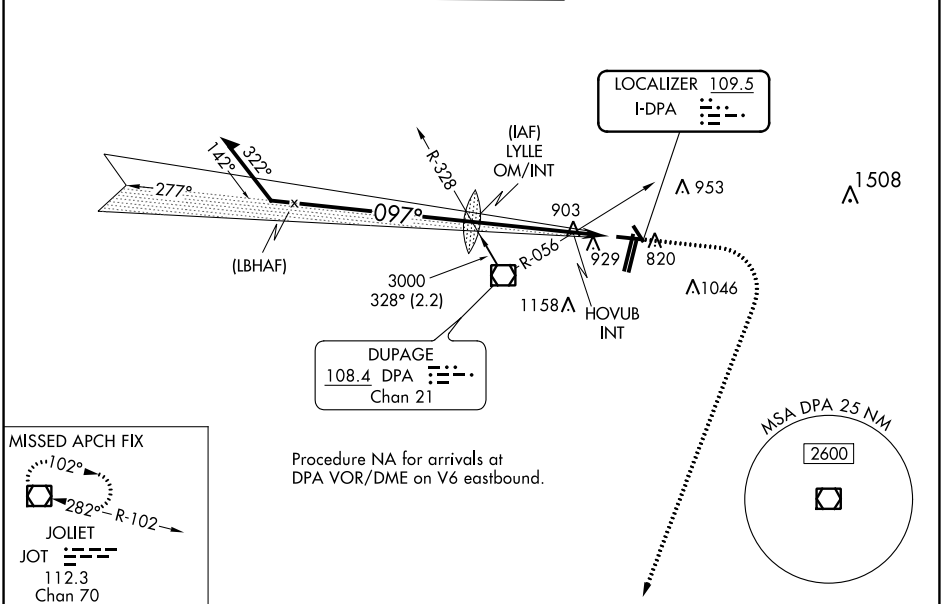 LOCALIZER 109.5
I-DPA
(IAF)
LYLLE
OM/INT
R-328
322°
142°
277°
097°
(LBHAF)
903
953
1508
R-056
929
820
3000
328° (2.2)
1158
HOVUB
INT
1046
DUPAGE
108.4 DPA
Chan 21
Procedure NA for arrivals at
DPA VOR/DME on V6 eastbound.
MISSED APCH FIX
102°
282°
R-102
JOLIET
JOT
112.3
Chan 70
MSA DPA 25 NM
2600